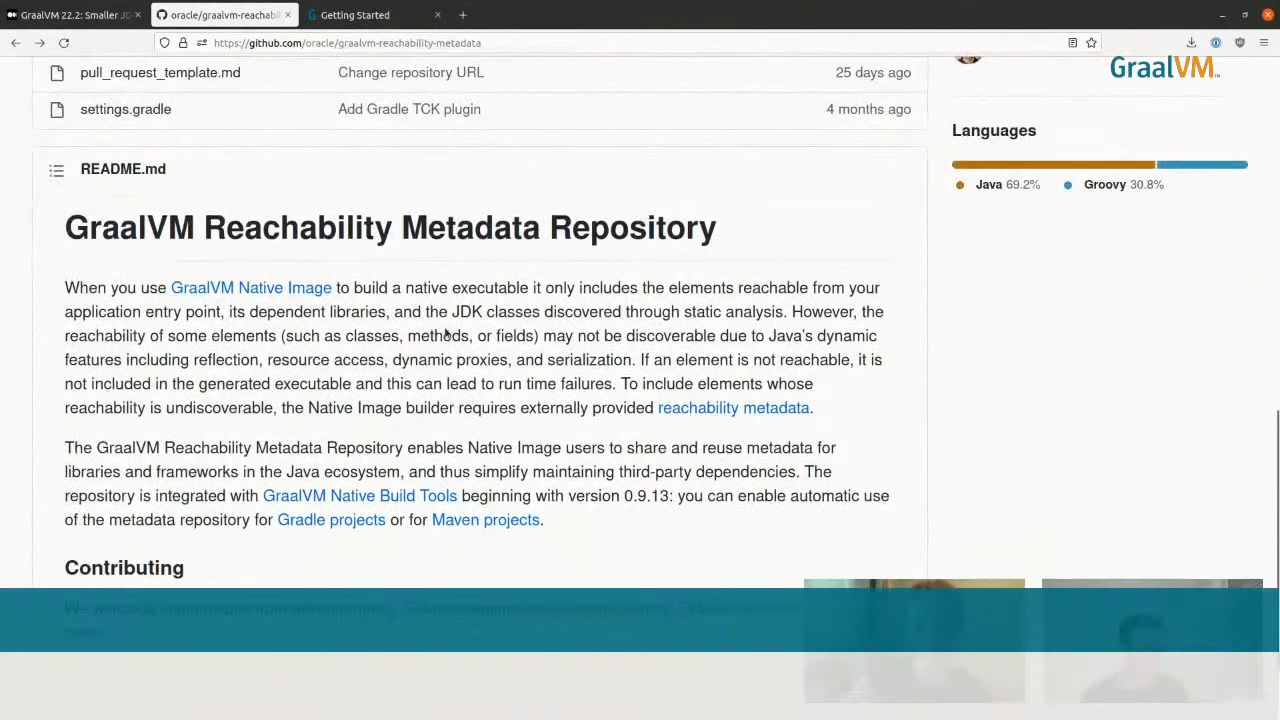 GraalVM 22.2: Smaller JD
oracle/graalvm-reachabil
Getting Started
https://github.com/oracle/graalvm-reachability-metadata
GraalVM
pull_request_template.md Change repository URL 25 days ago
settings.gradle Add Gradle TCK plugin 4 months ago
Languages
Java 69.2% Groovy 30.8%
README.md
GraalVM Reachability Metadata Repository
When you use GraalVM Native Image to build a native executable it only includes the elements reachable from your
application entry point, its dependent libraries, and the JDK classes discovered through static analysis. However, the
reachability of some elements (such as classes, methods, or fields) may not be discoverable due to Java’s dynamic
features including reflection, resource access, dynamic proxies, and serialization. If an element is not reachable, it is
not included in the generated executable and this can lead to run time failures. To include elements whose
reachability is undiscoverable, the Native Image builder requires externally provided reachability metadata.
The GraalVM Reachability Metadata Repository enables Native Image users to share and reuse metadata for
libraries and frameworks in the Java ecosystem, and thus simplify maintaining third-party dependencies. The
repository is integrated with GraalVM Native Build Tools beginning with version 0.9.13: you can enable automatic use
of the metadata repository for Gradle projects or for Maven projects.
Contributing